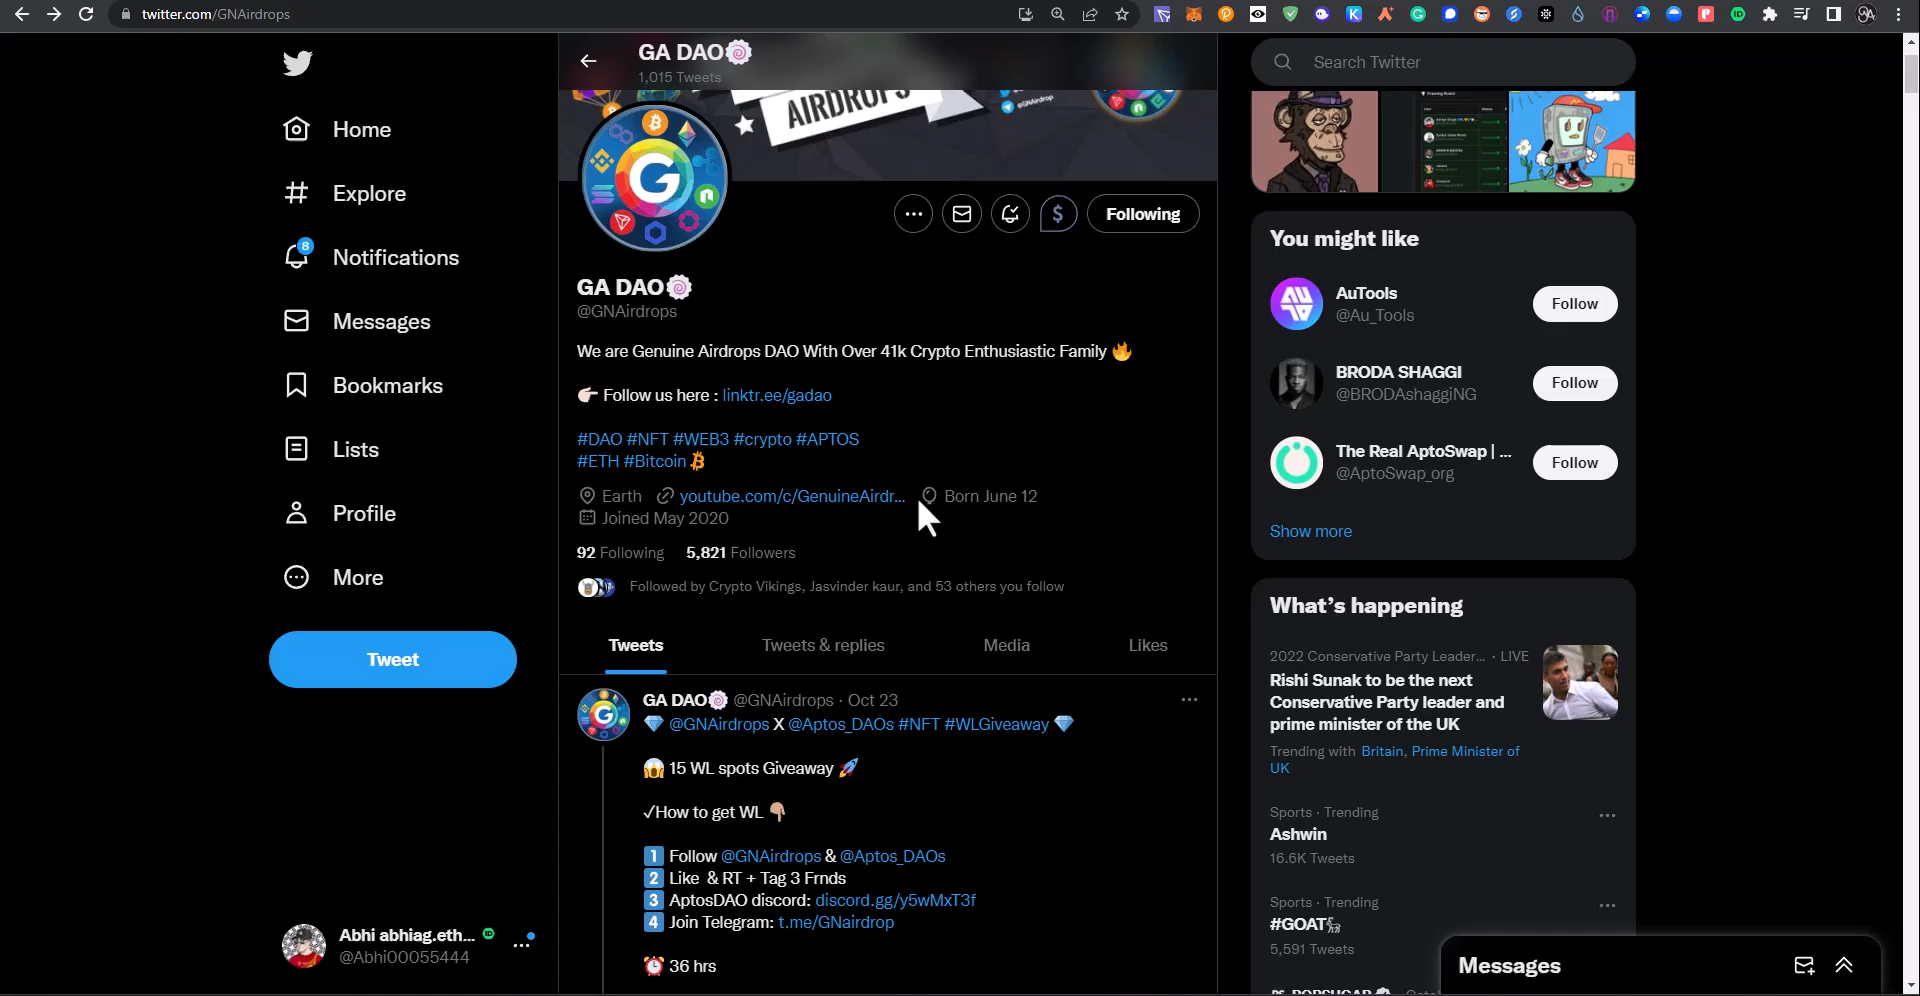 twitter.com/GNAirdrops
GA DAO
1,015 Tweets
AIRDROPS
@GNAirdrop
Home
Explore
8
Notifications
Messages
Bookmarks
Lists
Profile
More
Tweet
Abhi abhiag.eth...
@Abhi00055444
G
$
Following
GA DAO
@GNAirdrops
We are Genuine Airdrops DAO With Over 41k Crypto Enthusiastic Family 🔥
👉 Follow us here : linktr.ee/gadao
#DAO #NFT #WEB3 #crypto #APTOS
#ETH #Bitcoin
Earth youtube.com/c/GenuineAirdr... Born June 12
Joined May 2020
92 Following 5,821 Followers
Followed by Crypto Vikings, Jasvinder kaur, and 53 others you follow
Tweets Tweets & replies Media Likes
GA DAO @GNAirdrops · Oct 23
💎 @GNAirdrops X @Aptos_DAOs #NFT #WLGiveaway 💎
😱 15 WL spots Giveaway 🚀
✓How to get WL 👇
1 Follow @GNAirdrops & @Aptos_DAOs
2 Like & RT + Tag 3 Frnds
3 AptosDAO discord: discord.gg/y5wMxT3f
4 Join Telegram: t.me/GNairdrop
⏰ 36 hrs
Search Twitter
You might like
AuTools
@Au_Tools
Follow
BRODA SHAGGI
@BRODAshaggiNG
Follow
The Real AptoSwap | ...
@AptoSwap_org
Follow
Show more
What's happening
2022 Conservative Party Leader... · LIVE
Rishi Sunak to be the next
Conservative Party leader and
prime minister of the UK
Trending with Britain, Prime Minister of
UK
Sports · Trending
Ashwin
16.6K Tweets
Sports · Trending
#GOAT🐐
5,591 Tweets
Messages